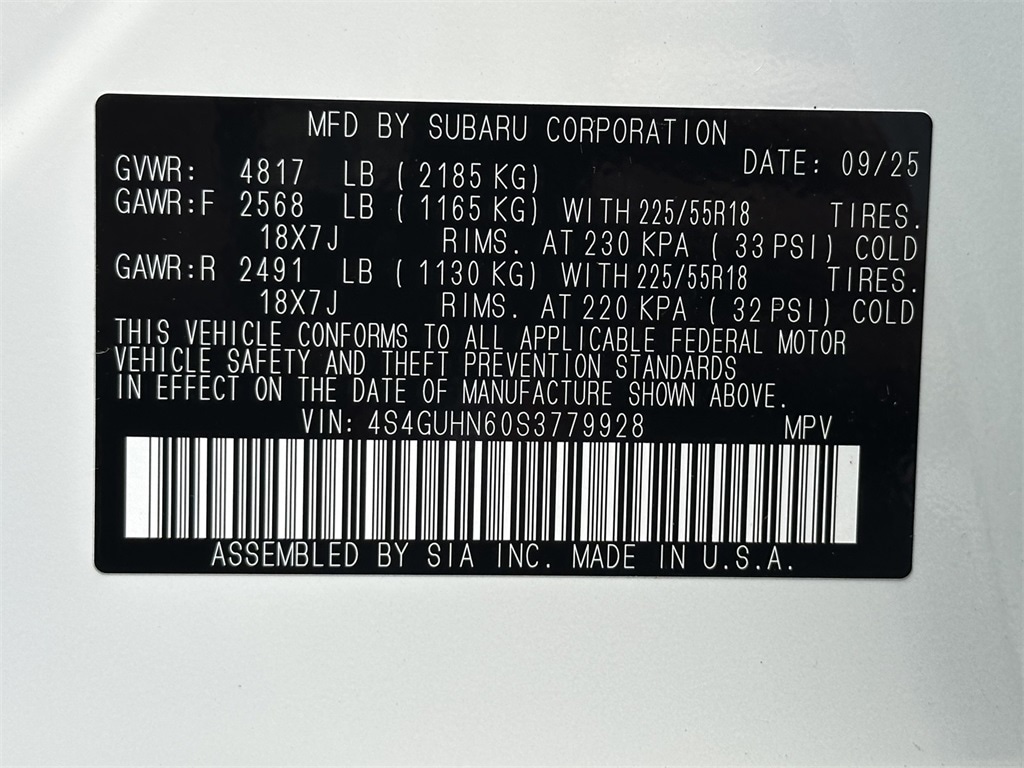 MFD BY SUBARU CORPORATION
DATE: 09/25
GVWR: 4817 LB ( 2185 KG)
GAWR:F 2568 LB ( 1165 KG) WITH 225/55R18 TIRES.
18X7J RIMS. AT 230 KPA ( 33 PSI) COLD
GAWR:R 2491 LB ( 1130 KG) WITH 225/55R18 TIRES.
18X7J RIMS. AT 220 KPA ( 32 PSI) COLD
THIS VEHICLE CONFORMS TO ALL APPLICABLE FEDERAL MOTOR
VEHICLE SAFETY AND THEFT PREVENTION STANDARDS
IN EFFECT ON THE DATE OF MANUFACTURE SHOWN ABOVE.
VIN: 4S4GUHN60S3779928 MPV
ASSEMBLED BY SIA INC. MADE IN U.S.A.